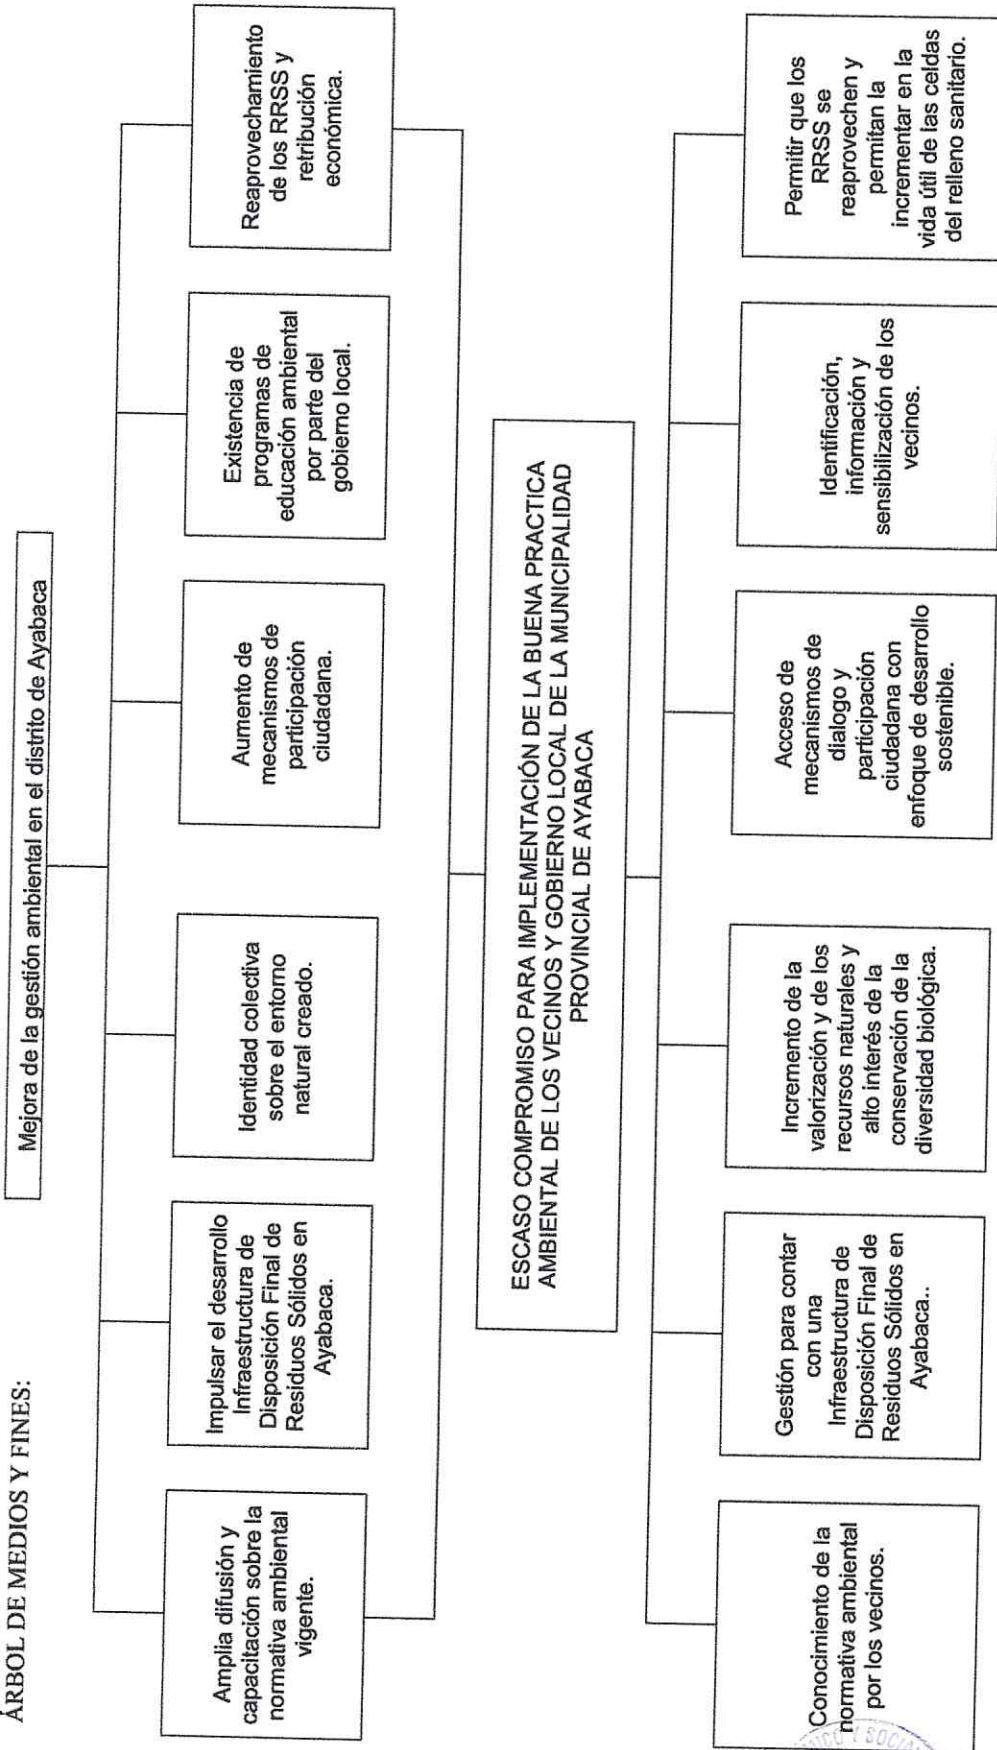 ÁRBOL DE MEDIOS Y FINES:
Mejora de la gestión ambiental en el distrito de Ayabaca
Amplia difusión y
capacitación sobre la
normativa ambiental
vigente.
Impulsar el desarrollo
Infraestructura de
Disposición Final de
Residuos Sólidos en
Ayabaca.
Identidad colectiva
sobre el entorno
natural creado.
Aumento de
mecanismos de
participación
ciudadana.
Existencia de
programas de
educación ambiental
por parte del
gobierno local.
Reaprovechamiento
de los RRSS y
retribución
económica.
ESCASO COMPROMISO PARA IMPLEMENTACIÓN DE LA BUENA PRACTICA
AMBIENTAL DE LOS VECINOS Y GOBIERNO LOCAL DE LA MUNICIPALIDAD
PROVINCIAL DE AYABACA
Conocimiento de la
normativa ambiental
por los vecinos.
Gestión para contar
con una
Infraestructura de
Disposición Final de
Residuos Sólidos en
Ayabaca..
Incremento de la
valorización y de los
recursos naturales y
alto interés de la
conservación de la
diversidad biológica.
Acceso de
mecanismos de
dialogo y
participación
ciudadana con
enfoque de desarrollo
sostenible.
Identificación,
información y
sensibilización de los
vecinos.
Permitir que los
RRSS se
reaprovechen y
permitan la
incrementar en la
vida útil de las celdas
del relleno sanitario.